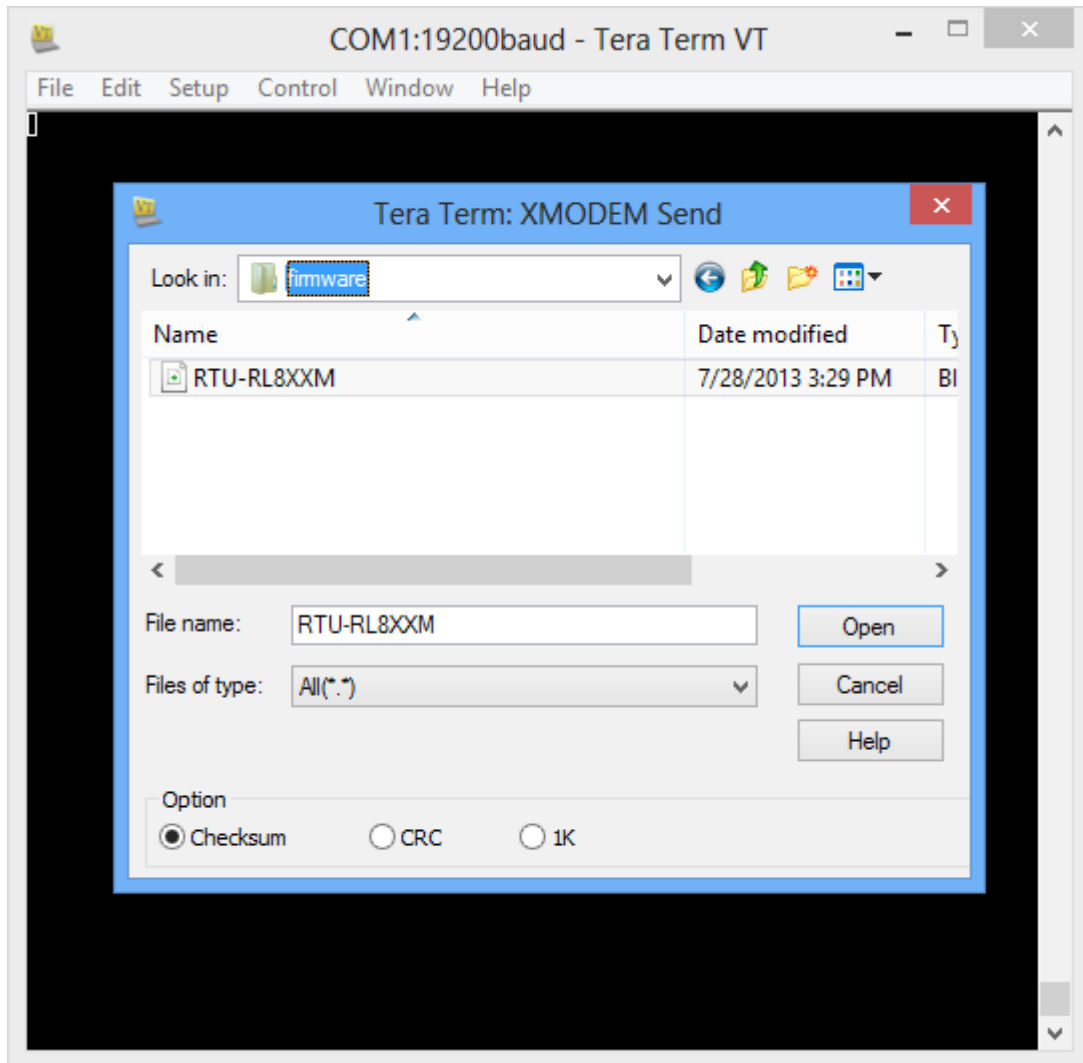 COM1:19200baud - Tera Term VT
File Edit Setup Control Window Help
Tera Term: XMODEM Send
Look in: firmware
Name Date modified Ty
RTU-RL8XXM 7/28/2013 3:29 PM BI
File name: RTU-RL8XXM Open
Files of type: All(*.*) Cancel
Help
Option
Checksum CRC 1K